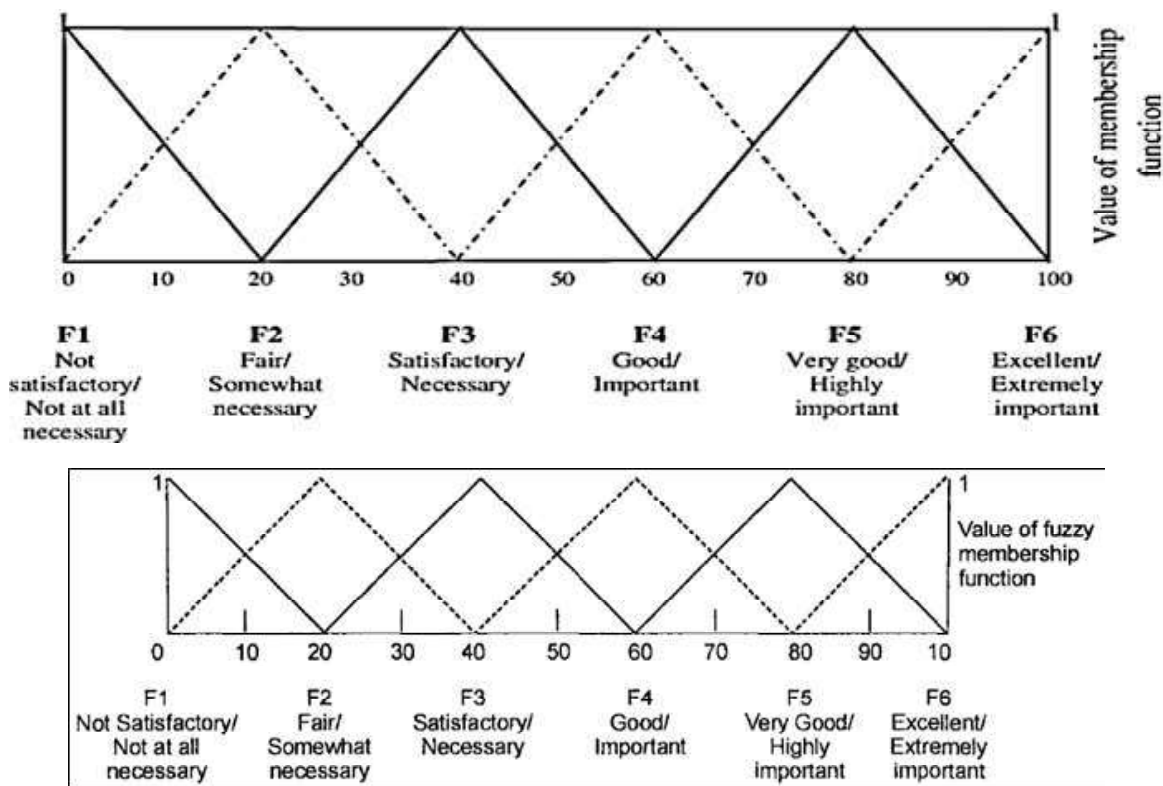 1 1
0 10 20 30 40 50 60 70 80 90 100
Value of membership
function
F1 F2 F3 F4 F5 F6
Not Fair/ Satisfactory/ Good/ Very good/ Excellent/
satisfactory/ Somewhat Necessary Important Highly Extremely
Not at all necessary important important
necessary
1 1
Value of fuzzy
membership
function
0 10 20 30 40 50 60 70 80 90 10
F1 F2 F3 F4 F5 F6
Not Satisfactory/ Fair/ Satisfactory/ Good/ Very Good/ Excellent/
Not at all Somewhat Necessary Important Highly Extremely
necessary necessary important important